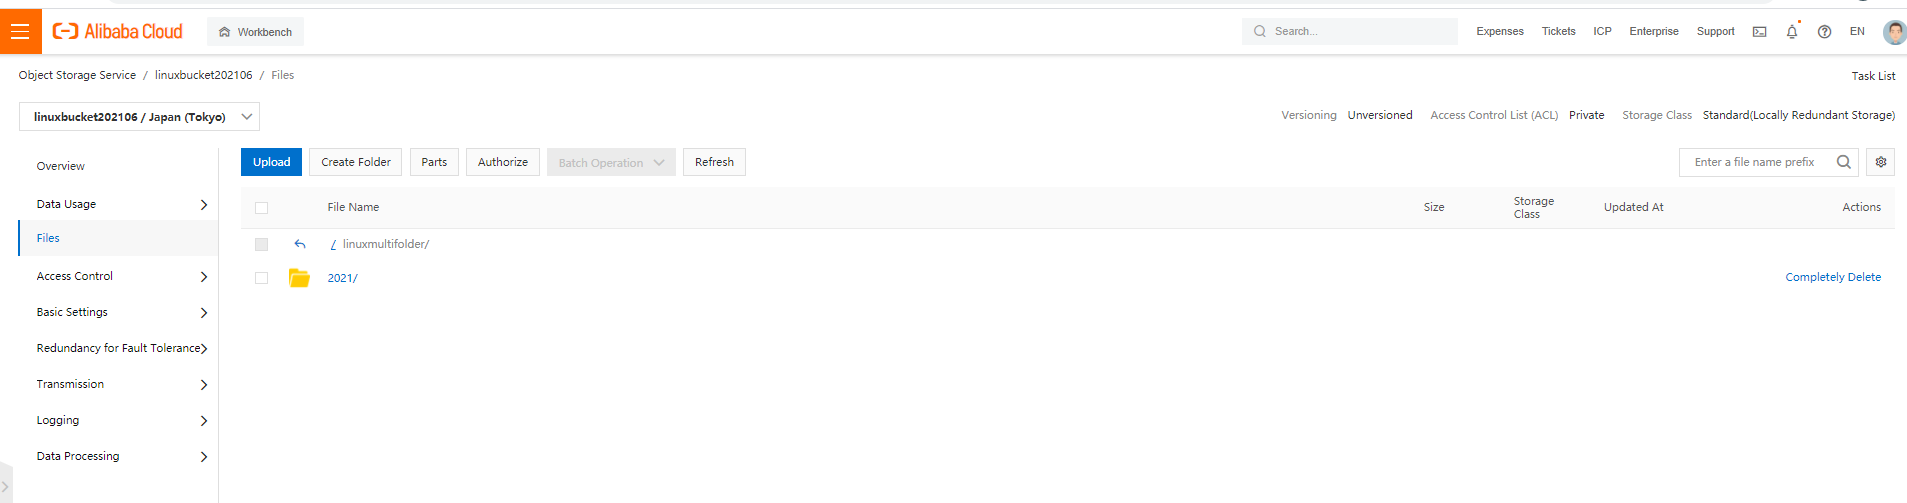 Alibaba Cloud Workbench Search... Expenses Tickets ICP Enterprise Support EN
Object Storage Service / linuxbucket202106 / Files Task List
linuxbucket202106 / Japan (Tokyo) Versioning Unversioned Access Control List (ACL) Private Storage Class Standard(Locally Redundant Storage)
Overview
Data Usage
Files
Access Control
Basic Settings
Redundancy for Fault Tolerance
Transmission
Logging
Data Processing
Upload Create Folder Parts Authorize Batch Operation Refresh Enter a file name prefix
File Name Size Storage Class Updated At Actions
/ linuxmultifolder/
2021/ Completely Delete